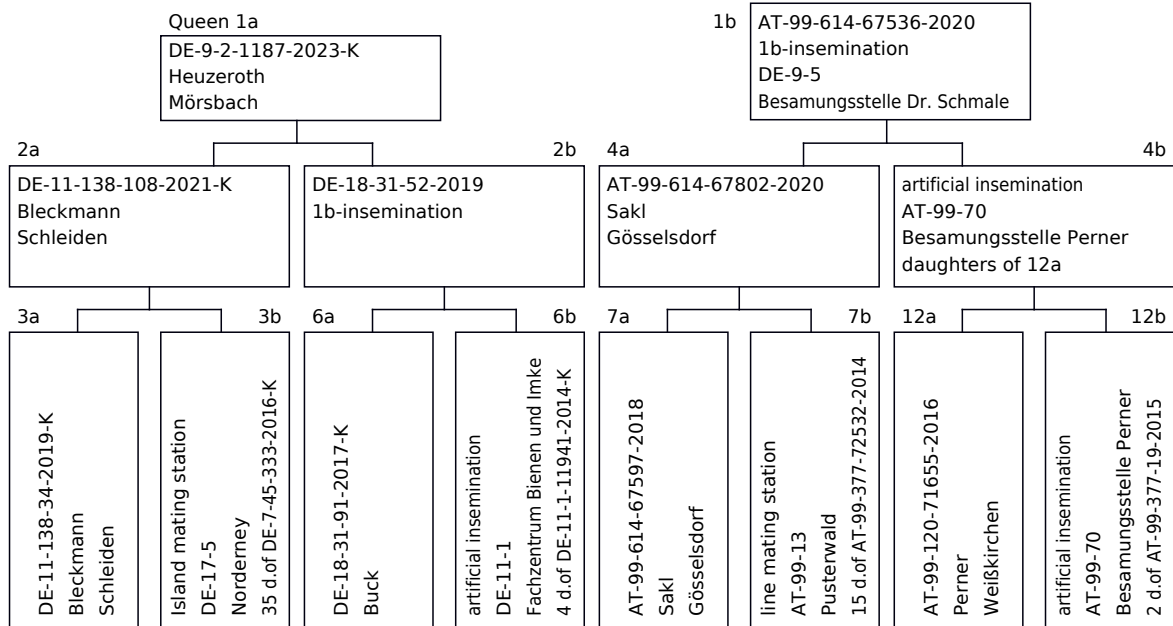 Queen 1a
DE-9-2-1187-2023-K
Heuzeroth
Mörsbach
1b
AT-99-614-67536-2020
1b-insemination
DE-9-5
Besamungsstelle Dr. Schmale
2a
DE-11-138-108-2021-K
Bleckmann
Schleiden
2b
DE-18-31-52-2019
1b-insemination
4a
AT-99-614-67802-2020
Sakl
Gösselsdorf
4b
artificial insemination
AT-99-70
Besamungsstelle Perner
daughters of 12a
3a
DE-11-138-34-2019-K
Bleckmann
Schleiden
3b
Island mating station
DE-17-5
Norderney
35 d.of DE-7-45-333-2016-K
6a
DE-18-31-91-2017-K
Buck
6b
artificial insemination
DE-11-1
Fachzentrum Bienen und Imke
4 d.of DE-11-1-11941-2014-K
7a
AT-99-614-67597-2018
Sakl
Gösselsdorf
7b
line mating station
AT-99-13
Pusterwald
15 d.of AT-99-377-72532-2014
12a
AT-99-120-71655-2016
Perner
Weißkirchen
12b
artificial insemination
AT-99-70
Besamungsstelle Perner
2 d.of AT-99-377-19-2015